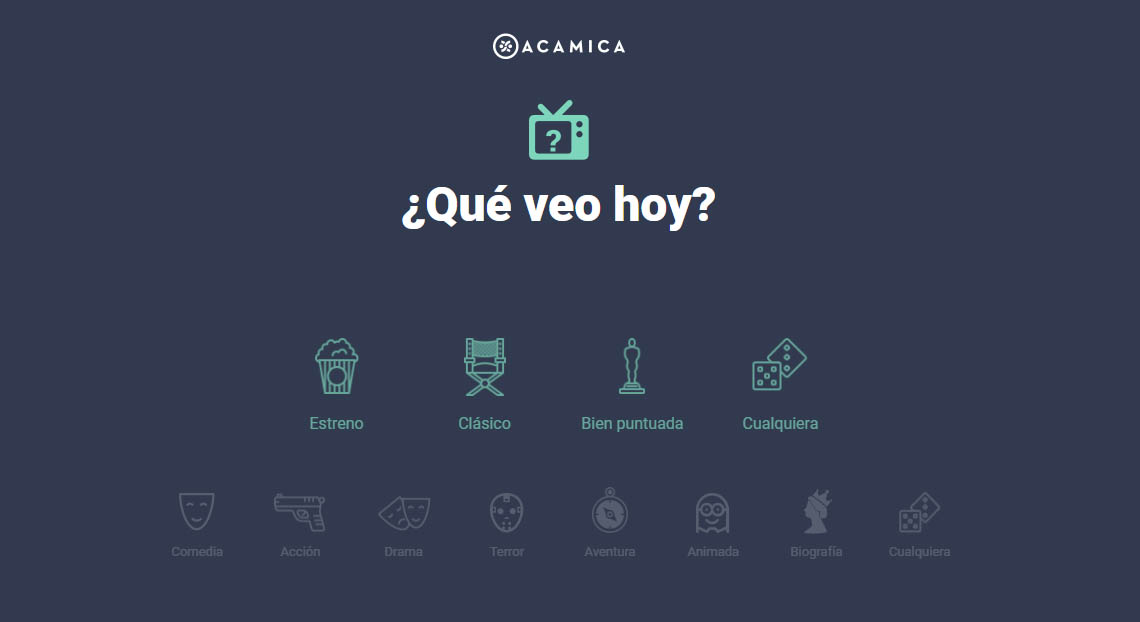 ACAMICA
?
¿Qué veo hoy?
Estreno Clásico Bien puntuada Cualquiera
Comedia Acción Drama Terror Aventura Animada Biografía Cualquiera